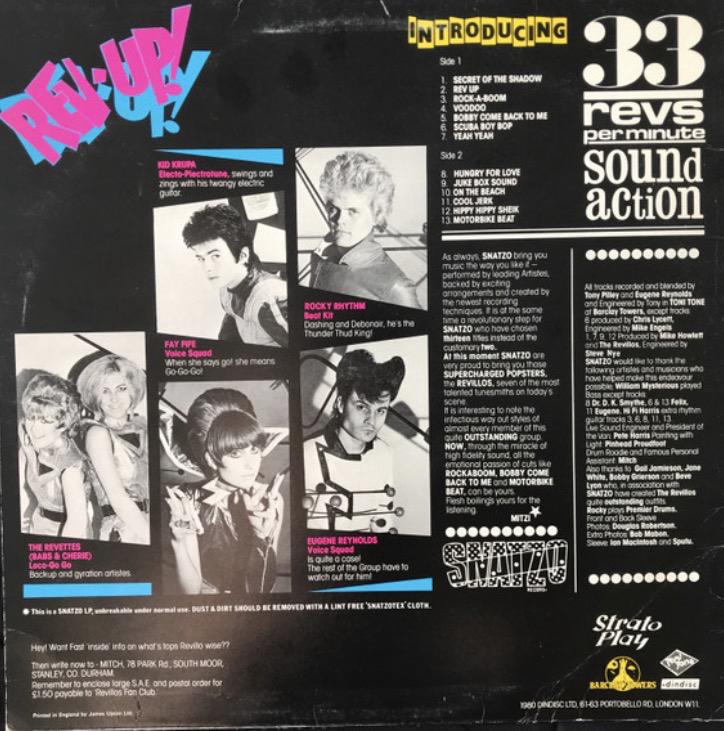 REV-UP!
INTRODUCING
Side 1
1. SECRET OF THE SHADOW
2. REV UP
3. ROCK-A-BOOM
4. VOODOO
5. BOBBY COME BACK TO ME
6. SCUBA BOY BOP
7. YEAH YEAH
Side 2
8. HUNGRY FOR LOVE
9. JUKE BOX SOUND
10. ON THE BEACH
11. COOL JERK
12. HIPPY HIPPY SHEIK
13. MOTORBIKE BEAT
33
revs
per minute
sound
action
KID KRUPA
Electo-Plectrotune, swings and
zings with his twangy electric
guitar.
ROCKY RHYTHM
Beat Kit
Dashing and Debonair, he's the
Thunder Thud King!
FAY FIFE
Voice Squad
When she says go! she means
Go-Go-Go!
THE REVETTES
(BABS & CHERIE)
Loco-Go Go
Backup and gyration artistes.
EUGENE REYNOLDS
Voice Squad
Is quite a case!
The rest of the Group have to
watch out for him!
As always, SNATZO bring you
music the way you like it –
performed by leading Artistes,
backed by exciting
arrangements and created by
the newest recording
techniques. It is at the same
time a revolutionary step for
SNATZO who have chosen
thirteen titles instead of the
customary two.
At this moment SNATZO are
very proud to bring you those
SUPERCHARGED POPSTERS,
the REVILLOS, seven of the most
talented tunesmiths on today's
scene.
It is interesting to note the
infectious way out styles of
almost every member of this
quite OUTSTANDING group.
NOW, through the miracle of
high fidelity sound, all the
emotional passion of cuts like
ROCKABOOM, BOBBY COME
BACK TO ME and MOTORBIKE
BEAT, can be yours.
Flesh boilings yours for the
listening.
MITZI
SNATZO
RECORDS
All tracks recorded and blended by
Tony Pilley and Eugene Reynolds
and Engineered by Tony in TONI TONE
at Barclay Towers, except tracks
6 produced by Chris Lycett,
Engineered by Mike Engels
1, 7, 9, 12 Produced by Mike Howlett
and The Revillos, Engineered by
Steve Nye
SNATZO would like to thank the
following artistes and musicians who
have helped make this endeavour
possible; William Mysterious played
Bass except tracks
8 Dr. D. K. Smythe, 6 & 13 Felix,
11 Eugene. Hi Fi Harris extra rhythm
guitar tracks 3, 6, 8, 11, 13
Live Sound Engineer and President of
the Van: Pete Harris Painting with
Light: Pinhead Proudfoot
Drum Roadie and Famous Personal
Assistant: Mitch
Also thanks to Gail Jamieson, Jane
White, Bobby Grierson and Beve
Lyon who, in association with
SNATZO have created The Revillos
quite outstanding outfits.
Rocky plays Premier Drums.
Front and Back Sleeve
Photos: Douglas Robertson.
Extra Photos: Bob Mabon.
Sleeve: Ian MacIntosh and Sputu.
✱ This is a SNATZO LP, unbreakable under normal use. DUST & DIRT SHOULD BE REMOVED WITH A LINT FREE 'SNATZOTEX' CLOTH.
Hey! Want Fast 'inside' info on what's tops Revillo wise??
Then write now to - MITCH, 78 PARK Rd., SOUTH MOOR,
STANLEY, CO. DURHAM.
Remember to enclose large S.A.E. and postal order for
£1.50 payable to 'Revillos Fan Club.'
Printed in England by James Upton Ltd.
Strato
Play
BARCLAY TOWERS
Toni Tone
dindisc
1980 DINDISC LTD, 61-63 PORTOBELLO RD, LONDON W11.